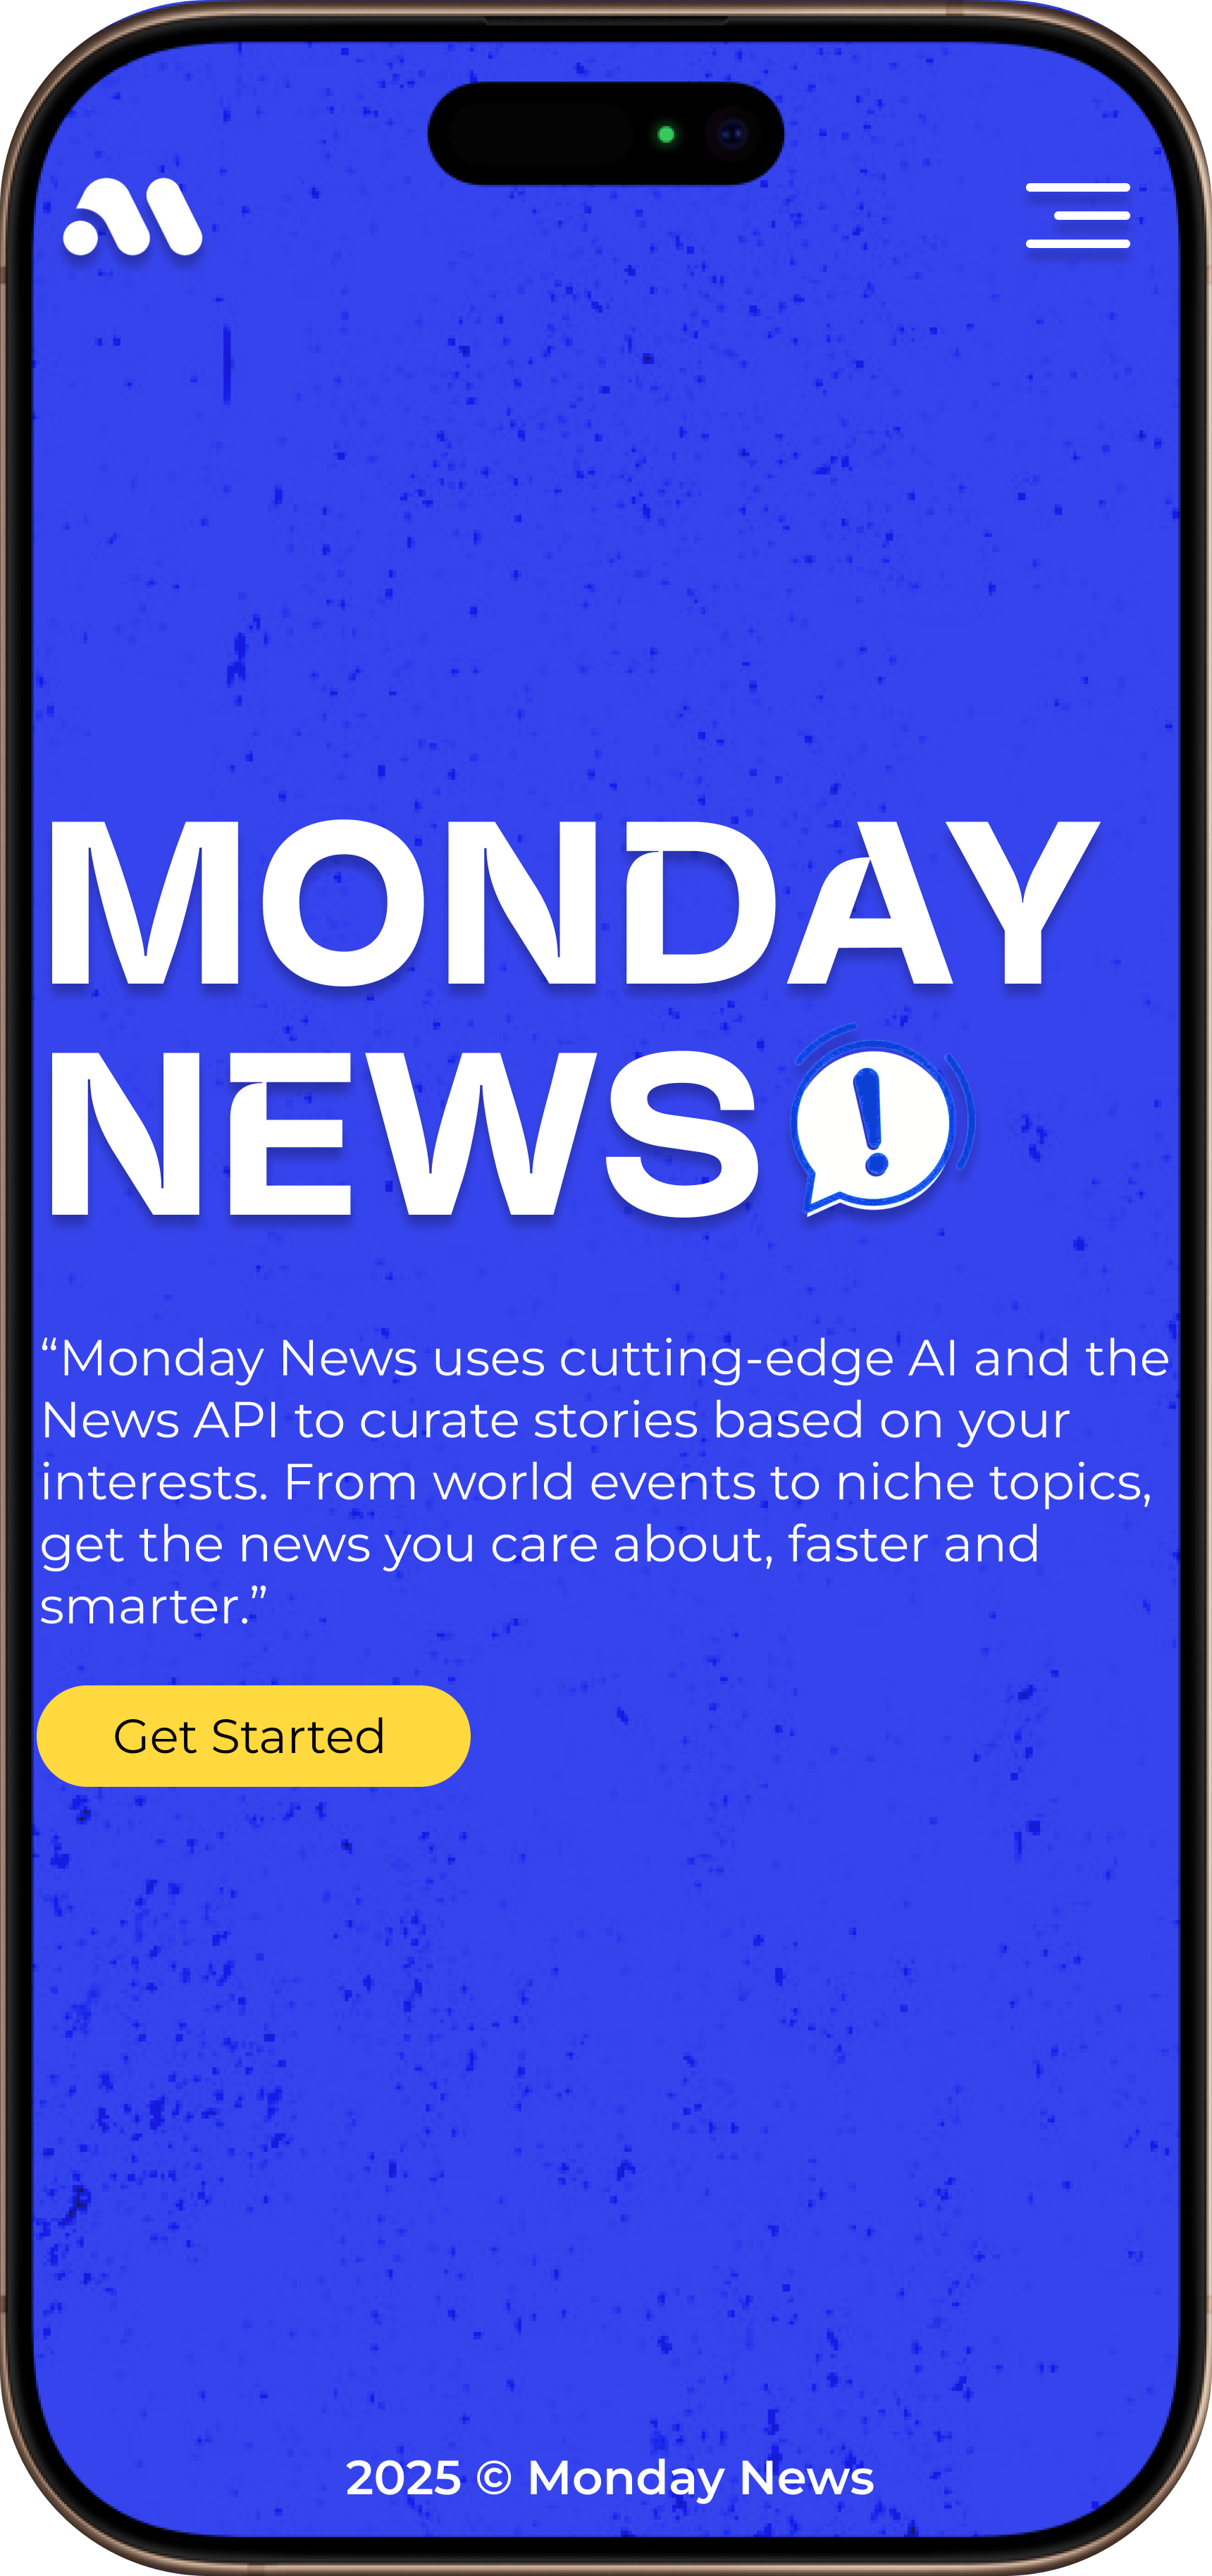 MONDAY
NEWS
“Monday News uses cutting-edge AI and the
News API to curate stories based on your
interests. From world events to niche topics,
get the news you care about, faster and
smarter.”
Get Started
2025 © Monday News